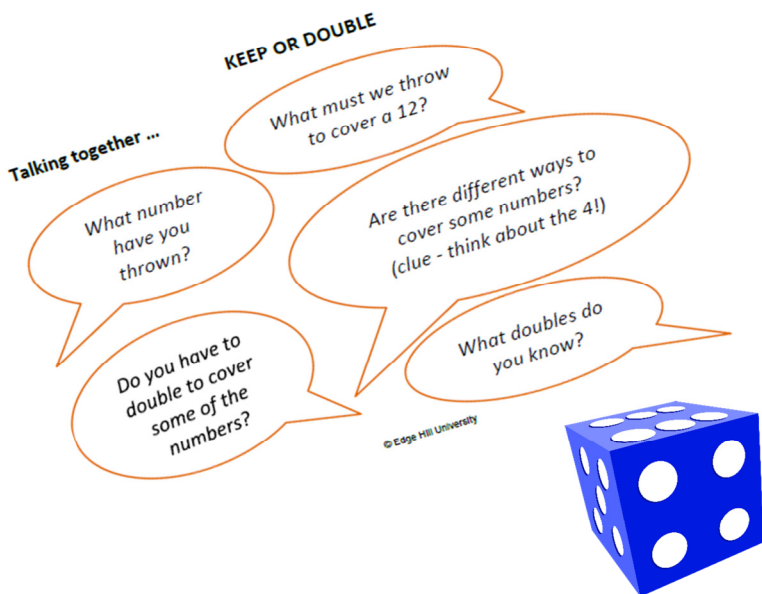 KEEP OR DOUBLE
What must we throw
to cover a 12?
Talking together ...
What number
have you
thrown?
Are there different ways to
cover some numbers?
(clue - think about the 4!)
Do you have to
double to cover
some of the
numbers?
What doubles do
you know?
© Edge Hill University